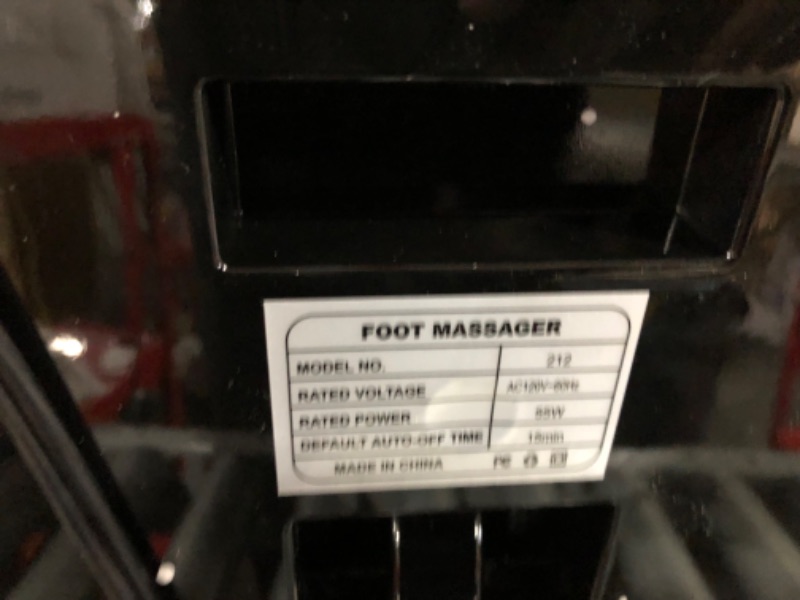 FOOT MASSAGER
MODEL NO. 212
RATED VOLTAGE AC120V~60Hz
RATED POWER
DEFAULT AUTO-OFF TIME 15min
MADE IN CHINA